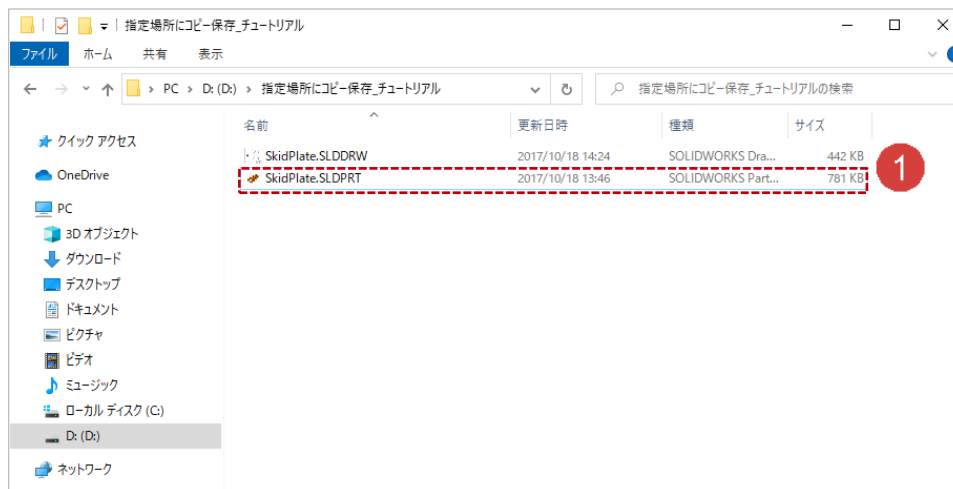 指定場所にコピー保存_チュートリアル
ファイル ホーム 共有 表示
PC › D: (D:) › 指定場所にコピー保存_チュートリアル 指定場所にコピー保存_チュートリアルの検索
名前 更新日時 種類 サイズ
クイック アクセス
SkidPlate.SLDDRW 2017/10/18 14:24 SOLIDWORKS Dra... 442 KB
OneDrive
SkidPlate.SLDPRT 2017/10/18 13:46 SOLIDWORKS Part... 781 KB
1
PC
3D オブジェクト
ダウンロード
デスクトップ
ドキュメント
ピクチャ
ビデオ
ミュージック
ローカル ディスク (C:)
D: (D:)
ネットワーク